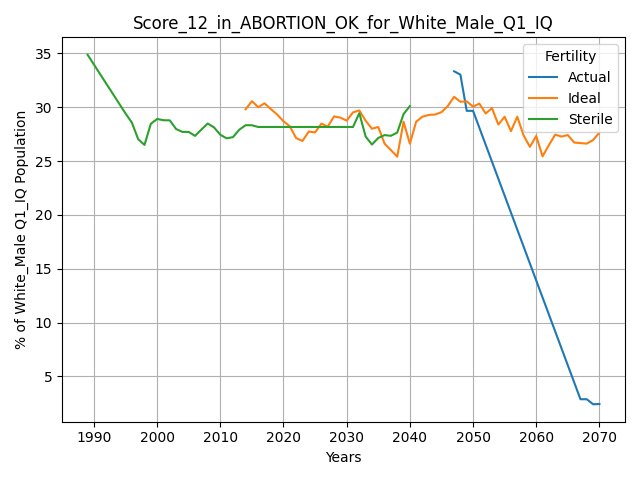 Score_12_in_ABORTION_OK_for_White_Male_Q1_IQ
% of White_Male Q1_IQ Population
35
30
25
20
15
10
5
Fertility
Actual
Ideal
Sterile
1990 2000 2010 2020 2030 2040 2050 2060 2070
Years